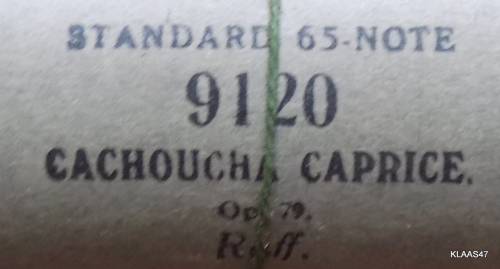 STANDARD 65-NOTE
9120
CACHOUCHA CAPRICE.
Op. 79.
Raff.
KLAAS47